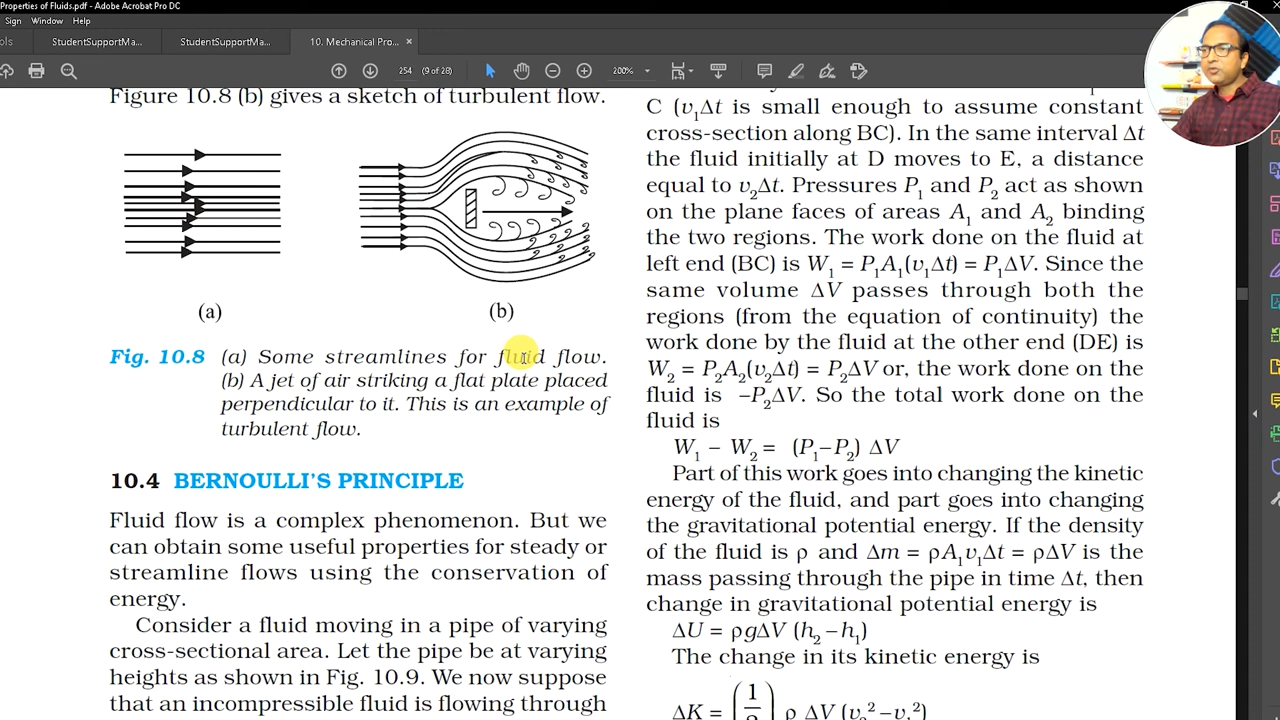 Properties of Fluids.pdf - Adobe Acrobat Pro DC
Sign Window Help
ols StudentSupportMa... StudentSupportMa... 10. Mechanical Pro... ×
254 (9 of 28) 200%
Figure 10.8 (b) gives a sketch of turbulent flow.
(a) (b)
Fig. 10.8 (a) Some streamlines for fluid flow.
(b) A jet of air striking a flat plate placed
perpendicular to it. This is an example of
turbulent flow.
10.4 BERNOULLI'S PRINCIPLE
Fluid flow is a complex phenomenon. But we
can obtain some useful properties for steady or
streamline flows using the conservation of
energy.
Consider a fluid moving in a pipe of varying
cross-sectional area. Let the pipe be at varying
heights as shown in Fig. 10.9. We now suppose
that an incompressible fluid is flowing through
C (v₁Δt is small enough to assume constant
cross-section along BC). In the same interval Δt
the fluid initially at D moves to E, a distance
equal to v₂Δt. Pressures P₁ and P₂ act as shown
on the plane faces of areas A₁ and A₂ binding
the two regions. The work done on the fluid at
left end (BC) is W₁ = P₁A₁(v₁Δt) = P₁ΔV. Since the
same volume ΔV passes through both the
regions (from the equation of continuity) the
work done by the fluid at the other end (DE) is
W₂ = P₂A₂(v₂Δt) = P₂ΔV or, the work done on the
fluid is –P₂ΔV. So the total work done on the
fluid is
W₁ – W₂ = (P₁–P₂) ΔV
Part of this work goes into changing the kinetic
energy of the fluid, and part goes into changing
the gravitational potential energy. If the density
of the fluid is ρ and Δm = ρA₁v₁Δt = ρΔV is the
mass passing through the pipe in time Δt, then
change in gravitational potential energy is
ΔU = ρgΔV (h₂ – h₁)
The change in its kinetic energy is
ΔK = (1/2) ρ ΔV (v₂² – v₁²)